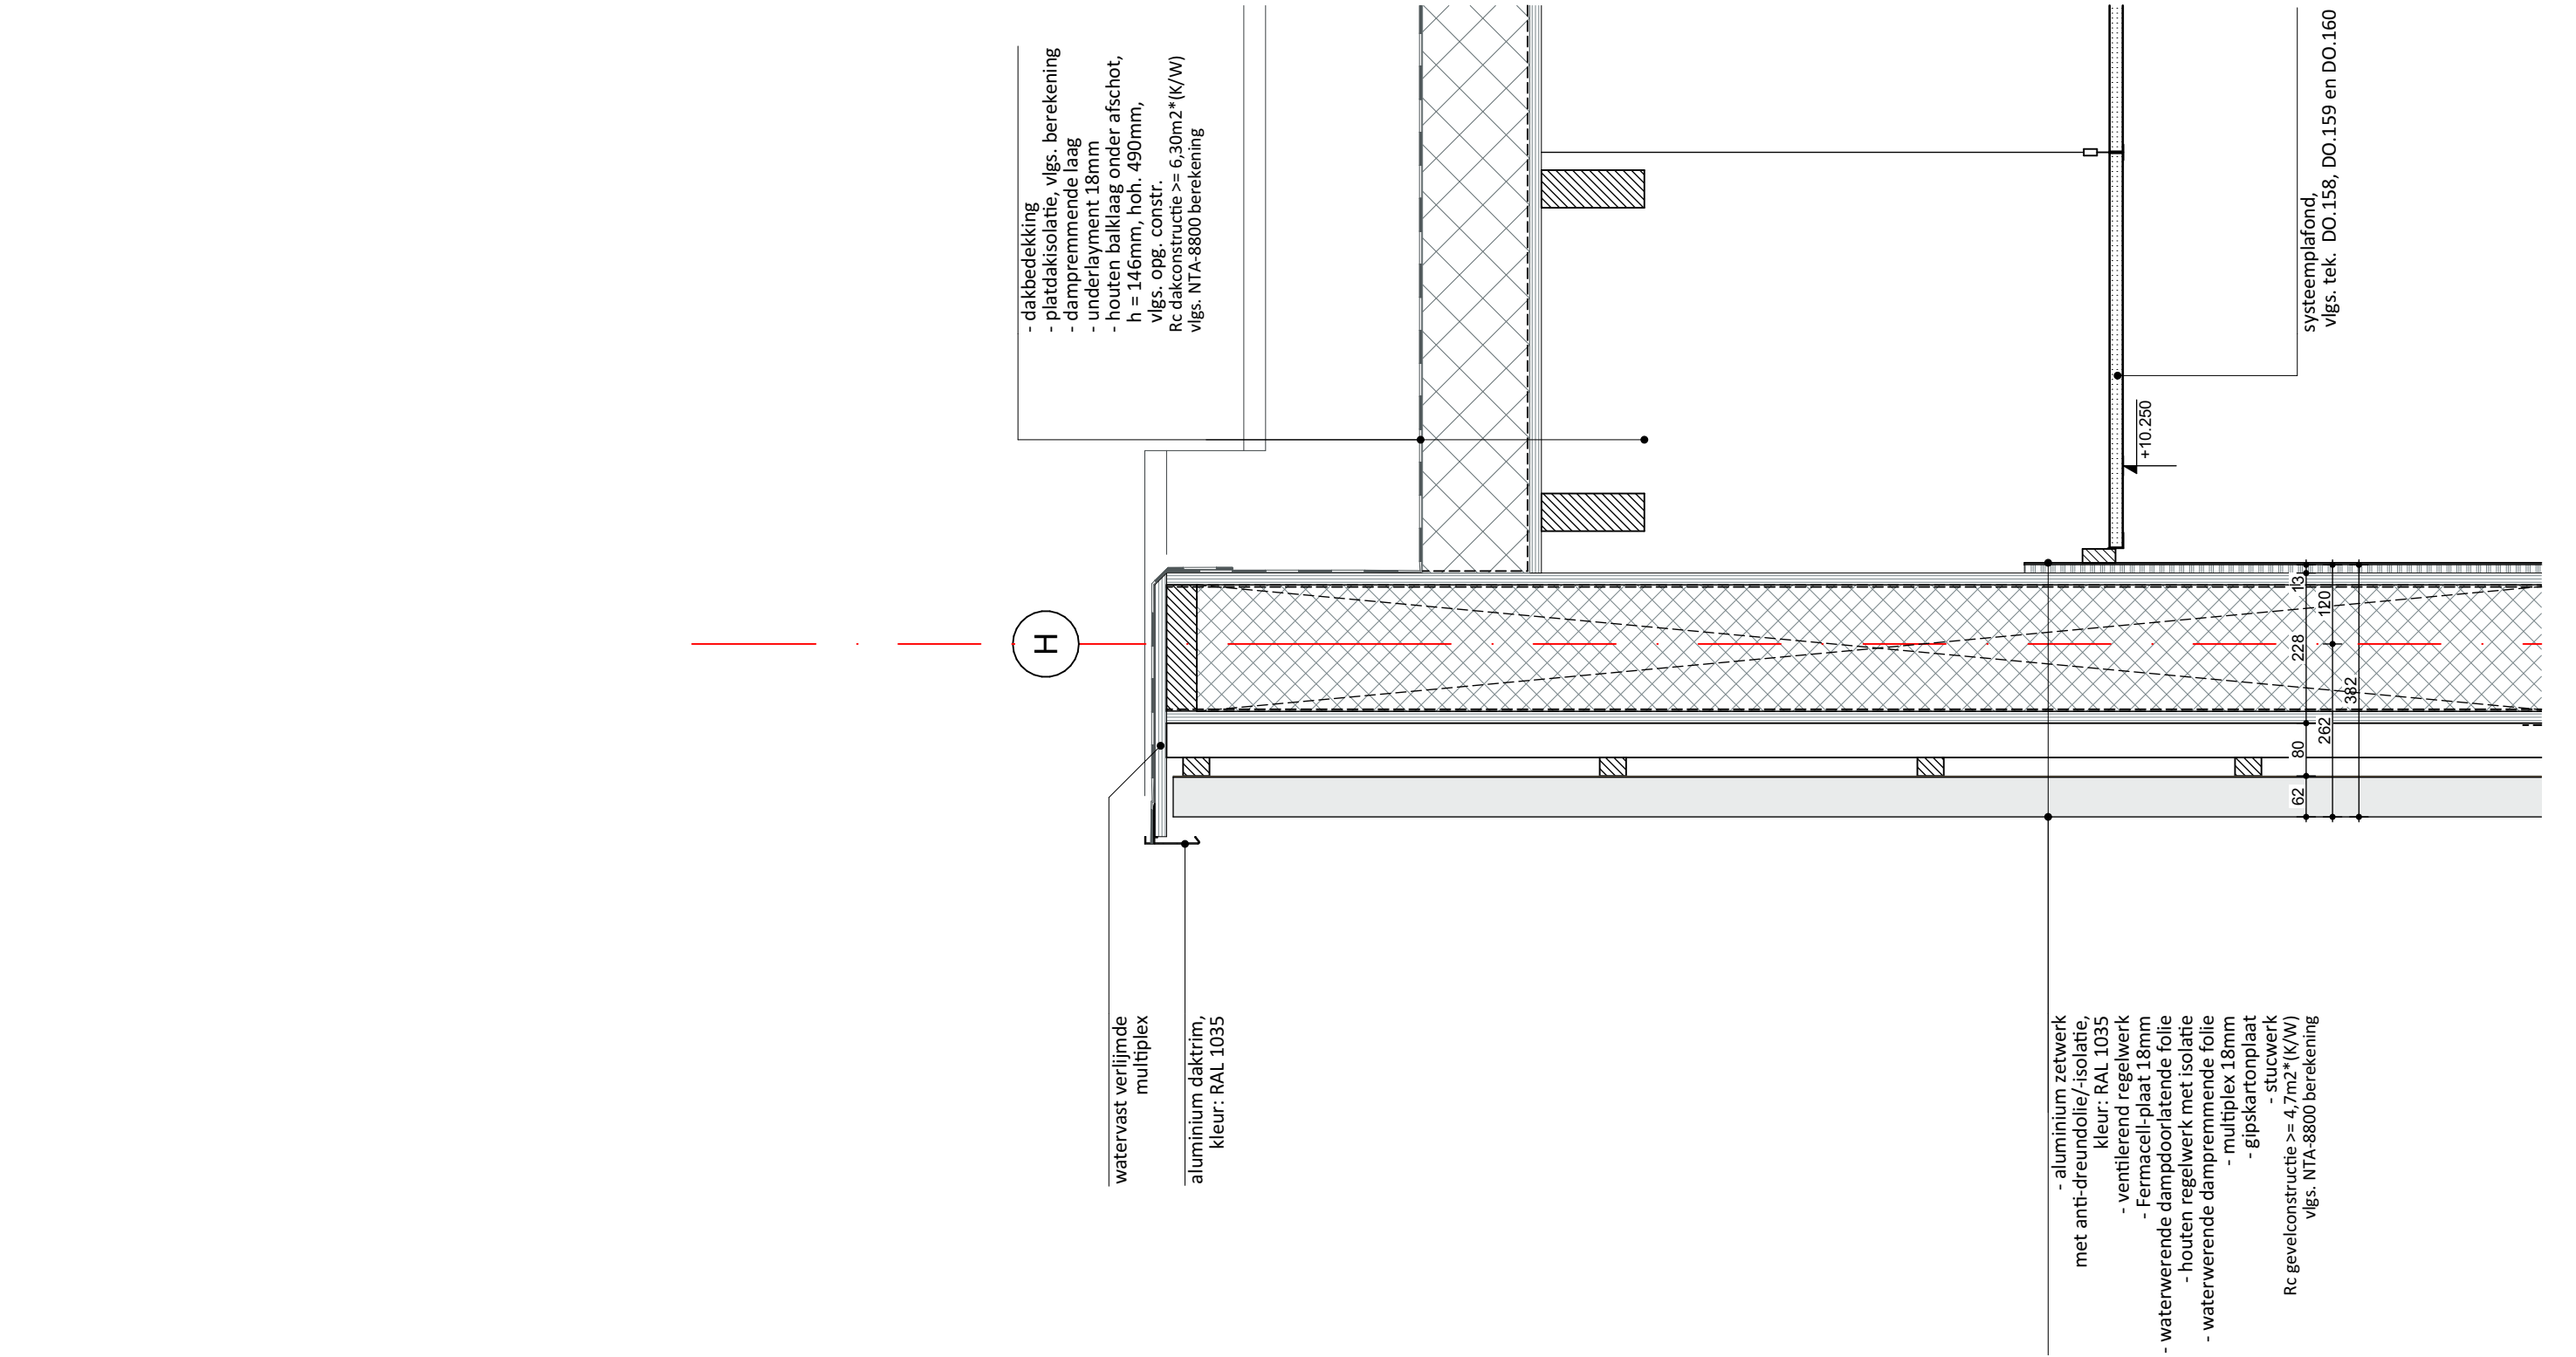 - dakbedekking
- platdakisolatie, vlgs. berekening
- dampremmende laag
- underlayment 18mm
- houten balklaag onder afschot,
h = 146mm, hoh. 490mm,
vlgs. opg. constr.
Rc dakconstructie >= 6,30m2*(K/W)
vlgs. NTA-8800 berekening
systeemplafond,
vlgs. tek. DO.158, DO.159 en DO.160
+10.250
H
13
228
80
62
120
262
382
watervast verlijmde
multiplex
aluminium daktrim,
kleur: RAL 1035
- aluminium zetwerk
met anti-dreundolie/-isolatie,
kleur: RAL 1035
- ventilerend regelwerk
- Fermacell-plaat 18mm
- waterwerende dampdoorlatende folie
- houten regelwerk met isolatie
- waterwerende dampremmende folie
- multiplex 18mm
- gipskartonplaat
- stucwerk
Rc gevelconstructie >= 4,7m2*(K/W)
vlgs. NTA-8800 berekening